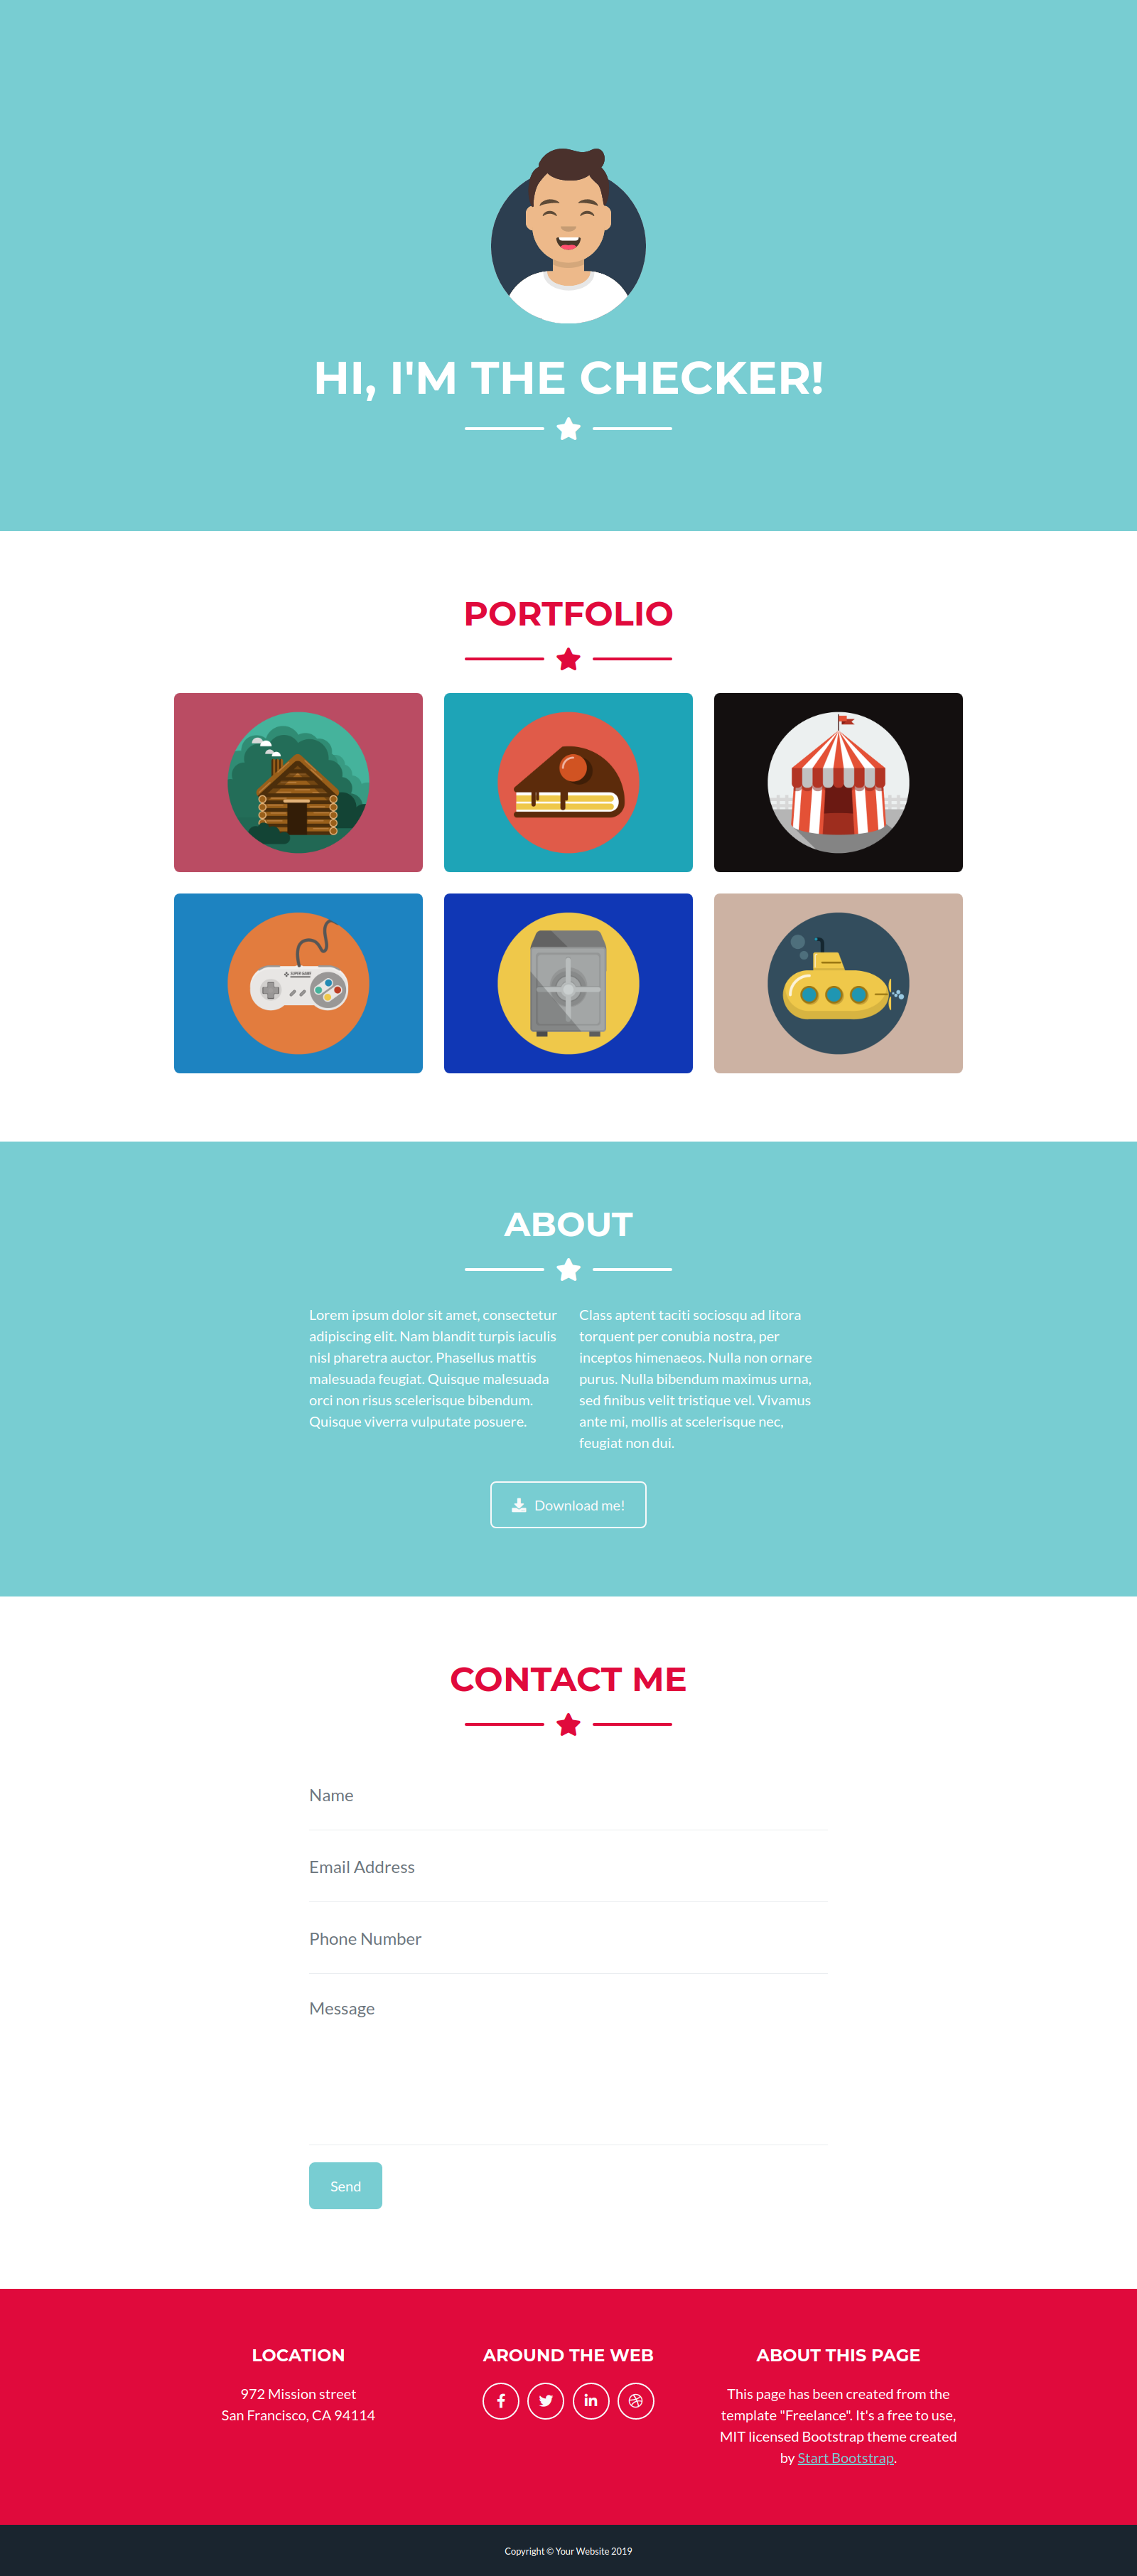 HI, I'M THE CHECKER!
PORTFOLIO
SUPER GAME
ABOUT
Lorem ipsum dolor sit amet, consectetur
adipiscing elit. Nam blandit turpis iaculis
nisl pharetra auctor. Phasellus mattis
malesuada feugiat. Quisque malesuada
orci non risus scelerisque bibendum.
Quisque viverra vulputate posuere.
Class aptent taciti sociosqu ad litora
torquent per conubia nostra, per
inceptos himenaeos. Nulla non ornare
purus. Nulla bibendum maximus urna,
sed finibus velit tristique vel. Vivamus
ante mi, mollis at scelerisque nec,
feugiat non dui.
Download me!
CONTACT ME
Name
Email Address
Phone Number
Message
Send
LOCATION
972 Mission street
San Francisco, CA 94114
AROUND THE WEB
ABOUT THIS PAGE
This page has been created from the
template "Freelance". It's a free to use,
MIT licensed Bootstrap theme created
by Start Bootstrap.
Copyright © Your Website 2019